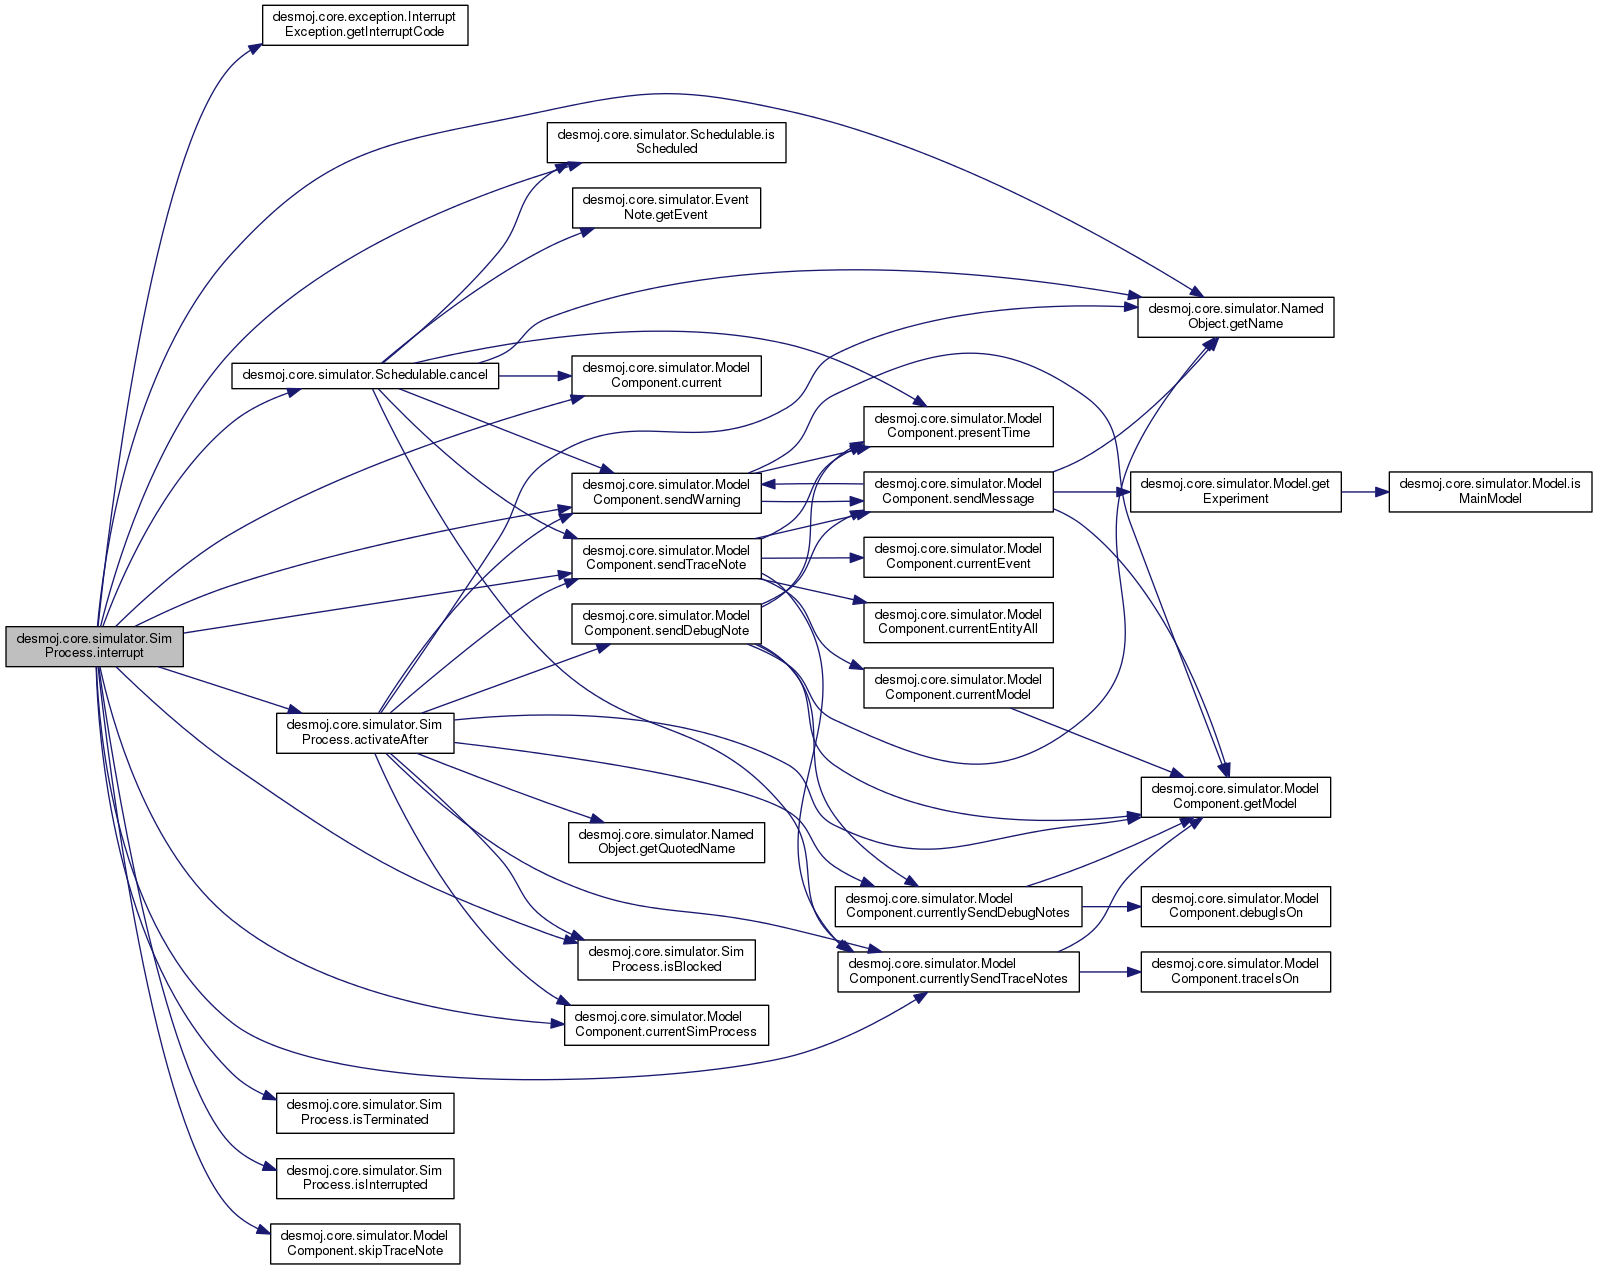 desmoj.core.exception.Interrupt
Exception.getInterruptCode
desmoj.core.simulator.Schedulable.is
Scheduled
desmoj.core.simulator.Event
Note.getEvent
desmoj.core.simulator.Named
Object.getName
desmoj.core.simulator.Schedulable.cancel
desmoj.core.simulator.Model
Component.current
desmoj.core.simulator.Model
Component.presentTime
desmoj.core.simulator.Model
Component.sendWarning
desmoj.core.simulator.Model
Component.sendMessage
desmoj.core.simulator.Model.get
Experiment
desmoj.core.simulator.Model.is
MainModel
desmoj.core.simulator.Model
Component.sendTraceNote
desmoj.core.simulator.Model
Component.currentEvent
desmoj.core.simulator.Model
Component.sendDebugNote
desmoj.core.simulator.Model
Component.currentEntityAll
desmoj.core.simulator.Sim
Process.interrupt
desmoj.core.simulator.Model
Component.currentModel
desmoj.core.simulator.Sim
Process.activateAfter
desmoj.core.simulator.Model
Component.getModel
desmoj.core.simulator.Named
Object.getQuotedName
desmoj.core.simulator.Model
Component.currentlySendDebugNotes
desmoj.core.simulator.Model
Component.debugIsOn
desmoj.core.simulator.Sim
Process.isBlocked
desmoj.core.simulator.Model
Component.currentlySendTraceNotes
desmoj.core.simulator.Model
Component.traceIsOn
desmoj.core.simulator.Model
Component.currentSimProcess
desmoj.core.simulator.Sim
Process.isTerminated
desmoj.core.simulator.Sim
Process.isInterrupted
desmoj.core.simulator.Model
Component.skipTraceNote